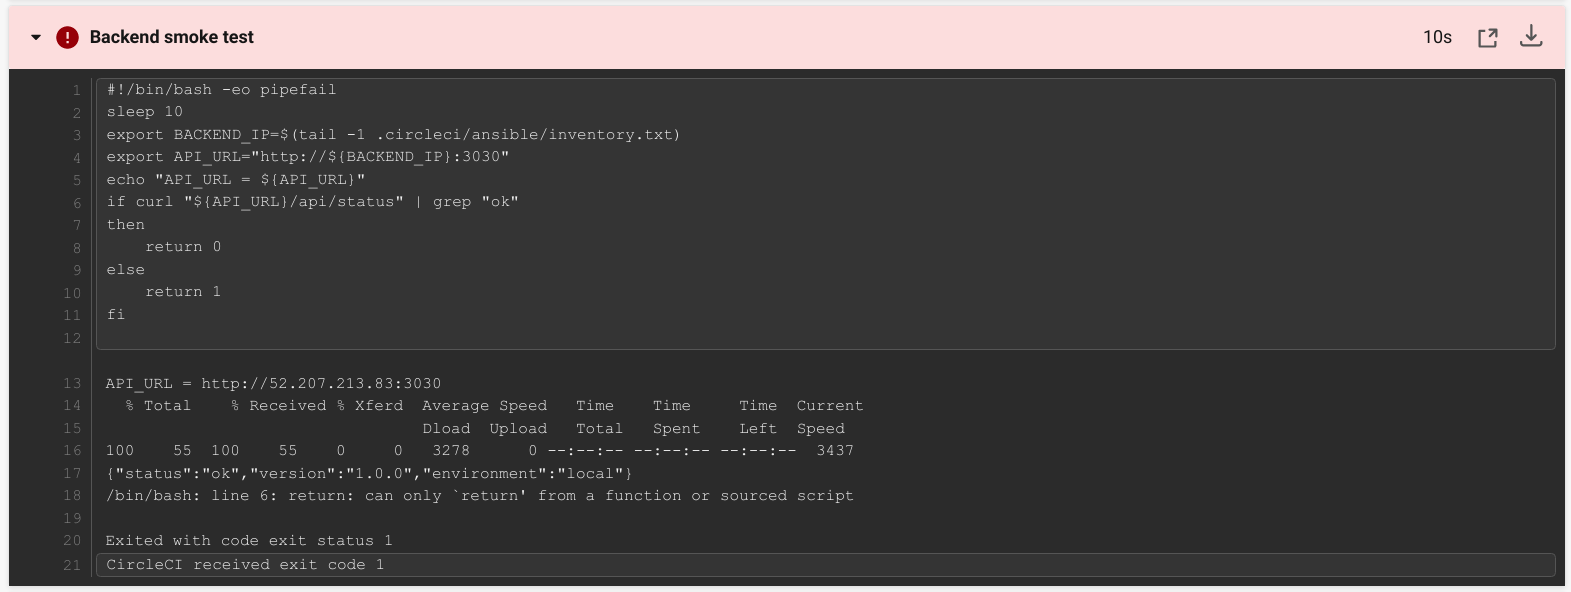 Backend smoke test
10s
1 #!/bin/bash -eo pipefail
2 sleep 10
3 export BACKEND_IP=$(tail -1 .circleci/ansible/inventory.txt)
4 export API_URL="http://${BACKEND_IP}:3030"
5 echo "API_URL = ${API_URL}"
6 if curl "${API_URL}/api/status" | grep "ok"
7 then
8     return 0
9 else
10     return 1
11 fi
12
13 API_URL = http://52.207.213.83:3030
14   % Total    % Received % Xferd  Average Speed   Time    Time     Time  Current
15                                  Dload  Upload   Total   Spent    Left  Speed
16 100    55  100    55    0     0   3278      0 --:--:-- --:--:-- --:--:--  3437
17 {"status":"ok","version":"1.0.0","environment":"local"}
18 /bin/bash: line 6: return: can only `return' from a function or sourced script
19
20 Exited with code exit status 1
21 CircleCI received exit code 1